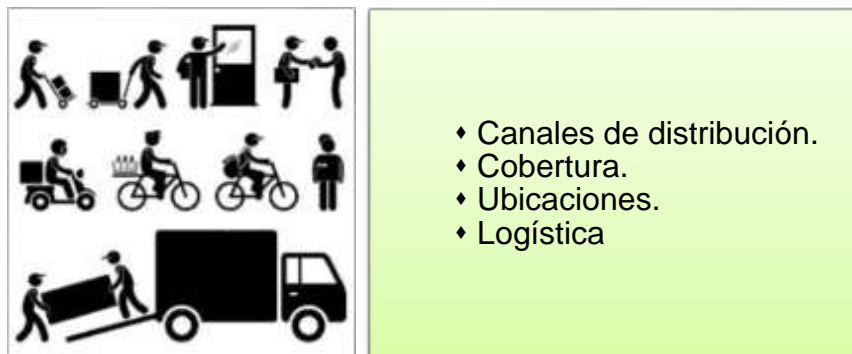 ♦ Canales de distribución.
♦ Cobertura.
♦ Ubicaciones.
♦ Logística